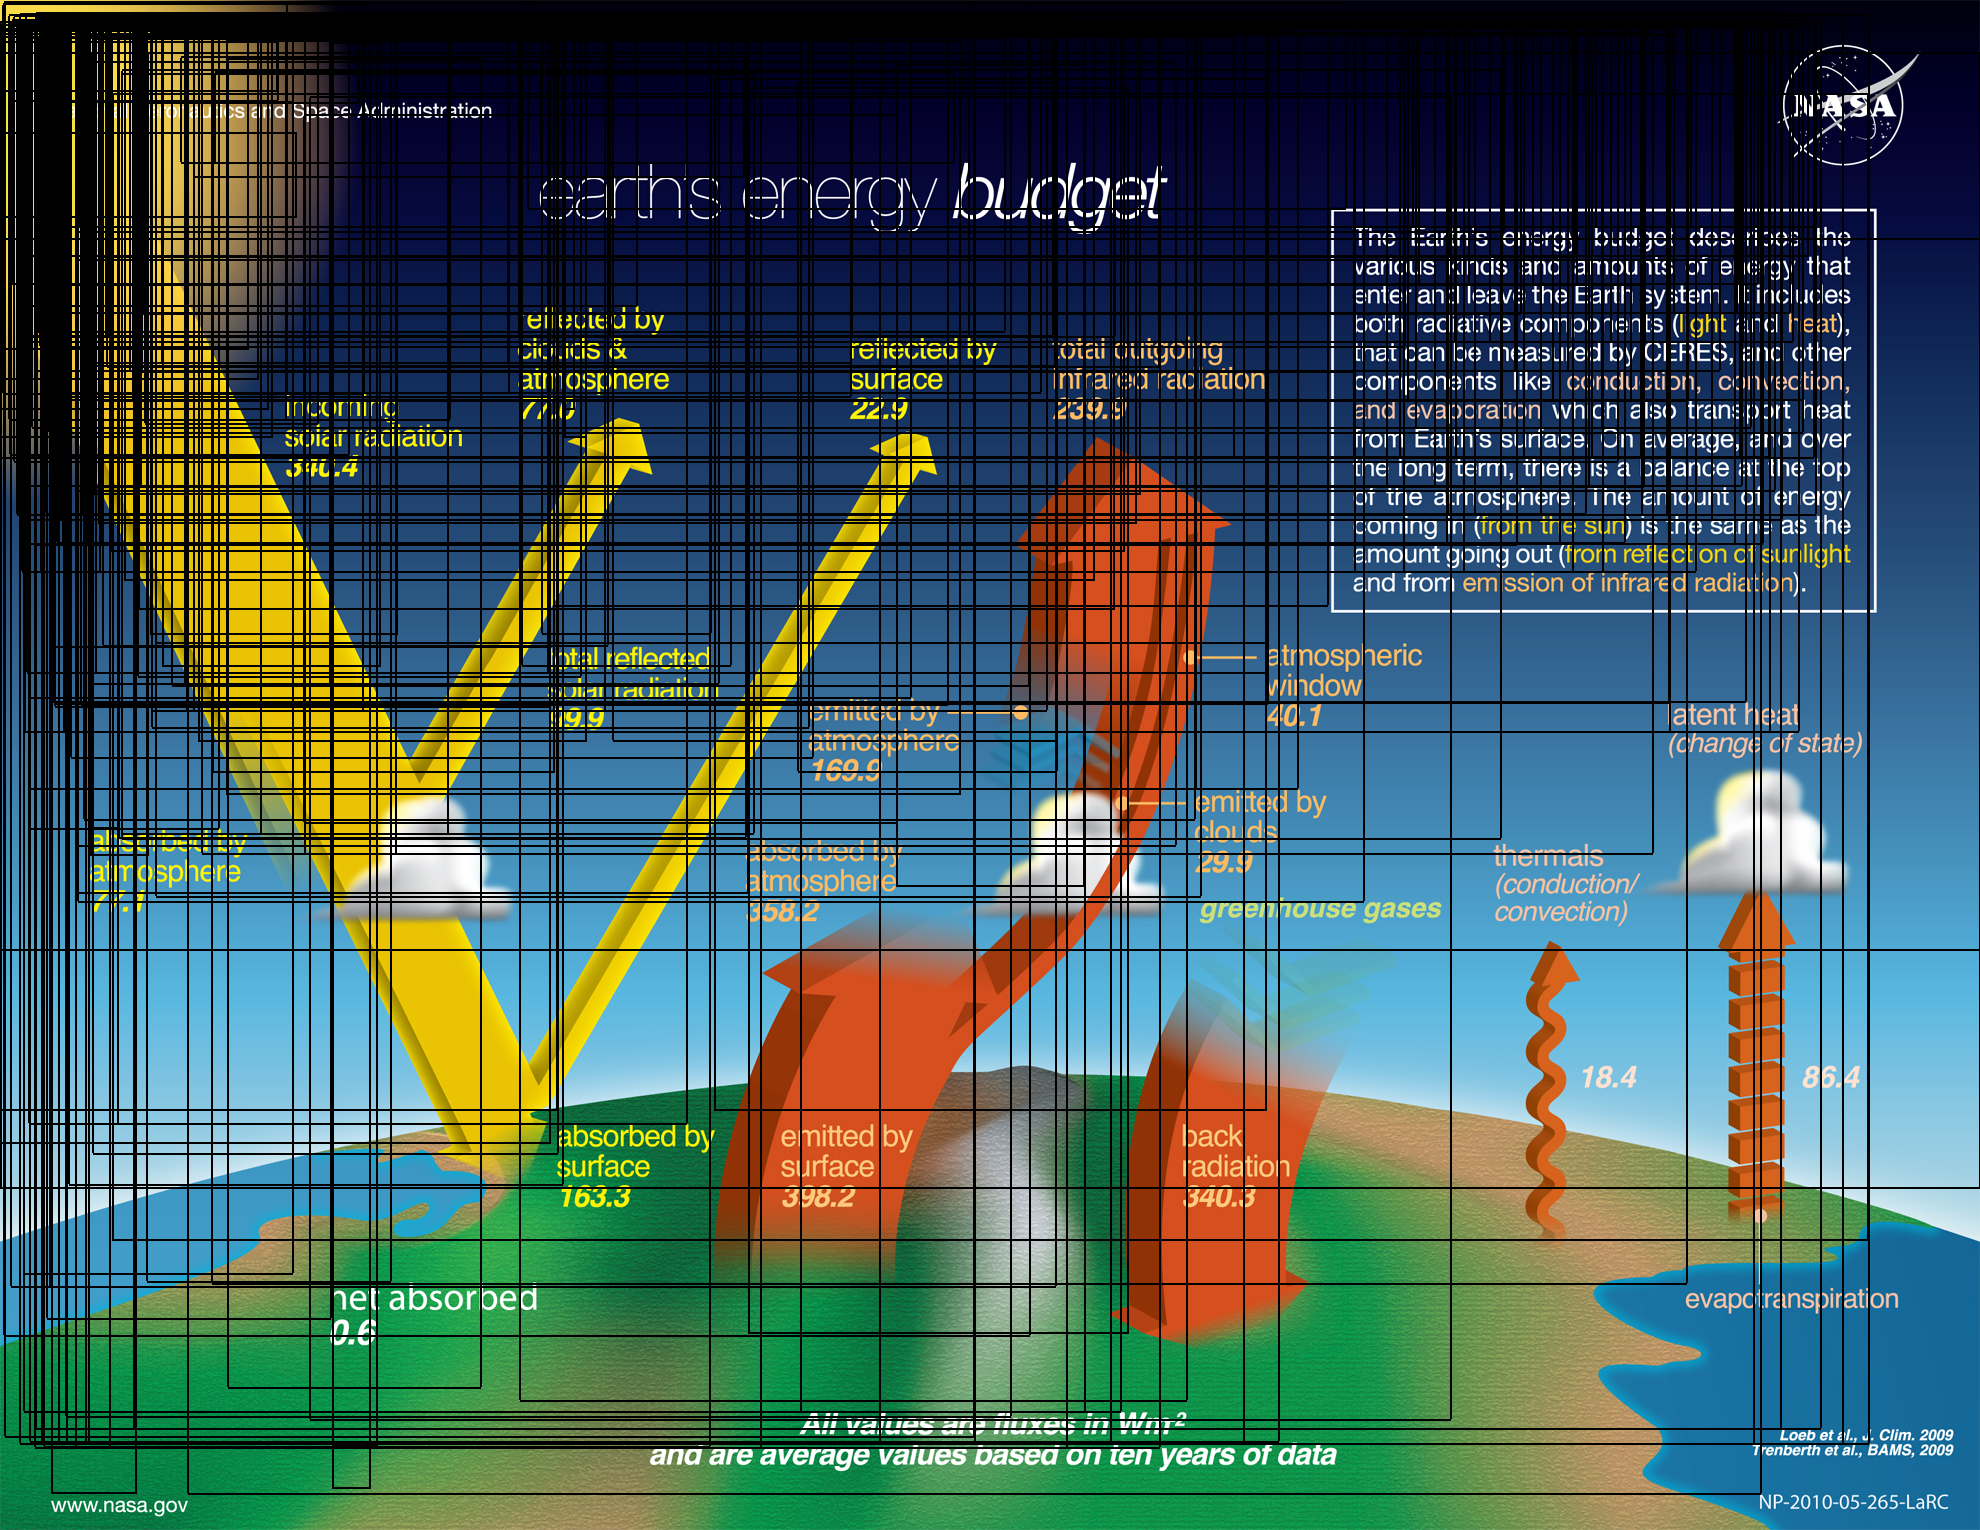 Aeronautics and Space Administration
NASA
earth's energy budget
The Earth's energy budget describes the
various kinds and amounts of energy that
enter and leave the Earth system. It includes
both radiative components (light and heat),
that can be measured by CERES, and other
components like conduction, convection,
and evaporation which also transport heat
from Earth's surface. On average, and over
the long term, there is a balance at the top
of the atmosphere. The amount of energy
coming in (from the sun) is the same as the
amount going out (from reflection of sunlight
and from emission of infrared radiation).
reflected by
clouds &
atmosphere
77.0
reflected by
surface
22.9
total outgoing
infrared radiation
239.9
incoming
solar radiation
340.4
total reflected
solar radiation
99.9
emitted by
atmosphere
169.9
atmospheric
window
40.1
latent heat
(change of state)
emitted by
clouds
29.9
absorbed by
atmosphere
77.1
absorbed by
atmosphere
358.2
greenhouse gases
thermals
(conduction/
convection)
18.4
86.4
absorbed by
surface
163.3
emitted by
surface
398.2
back
radiation
340.3
net absorbed
0.6
evapotranspiration
All values are fluxes in Wm²
and are average values based on ten years of data
Loeb et al., J. Clim. 2009
Trenberth et al., BAMS, 2009
www.nasa.gov
NP-2010-05-265-LaRC